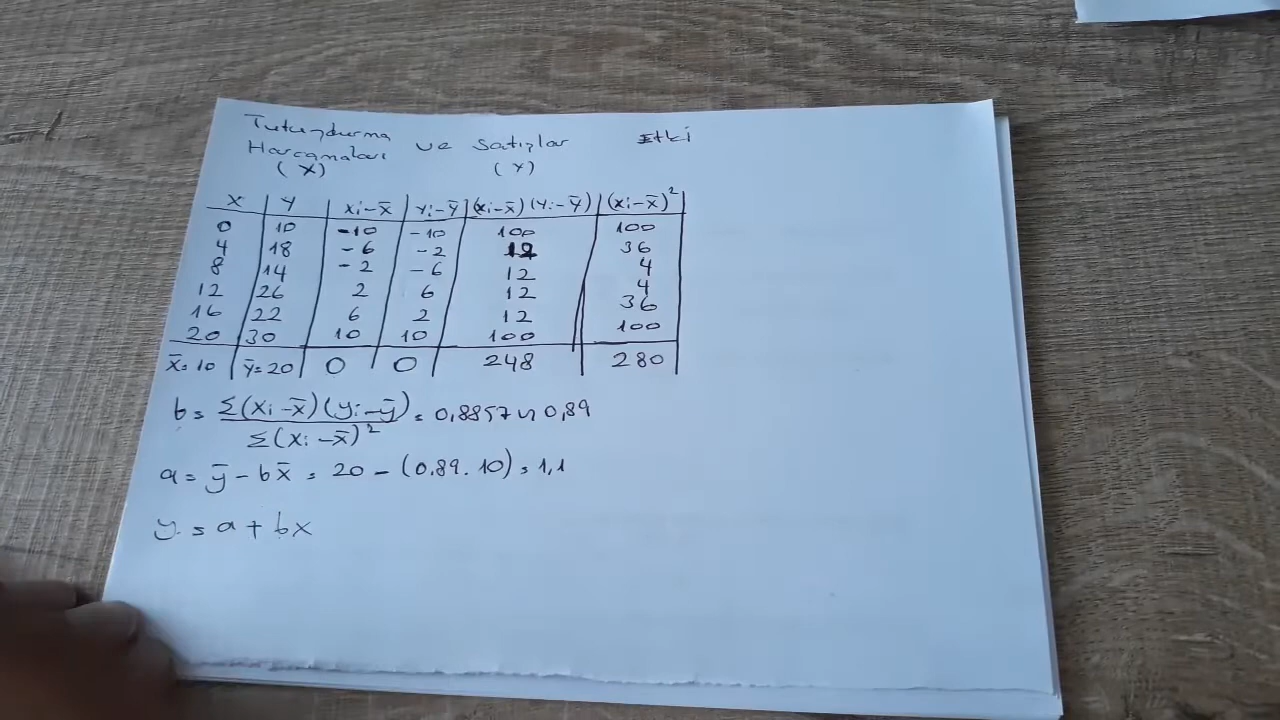 Tutundurma
Harcamaları ve Satışlar Etki
(X) (Y)
X Y xi-x̄ Yi-Ȳ (xi-x̄)(Yi-Ȳ) (xi-x̄)²
0 10 -10 -10 100 100
4 18 -6 -2 12 36
8 14 -2 -6 12 4
12 26 2 6 12 4
16 22 6 2 12 36
20 30 10 10 100 100
x̄=10 ȳ=20 0 0 248 280
b = Σ(xi-x̄)(yi-ȳ) = 0,8857 ∽ 0,89
Σ(xi-x̄)²
a = ȳ - bx̄ = 20 - (0.89.10) = 1,1
y = a + bx